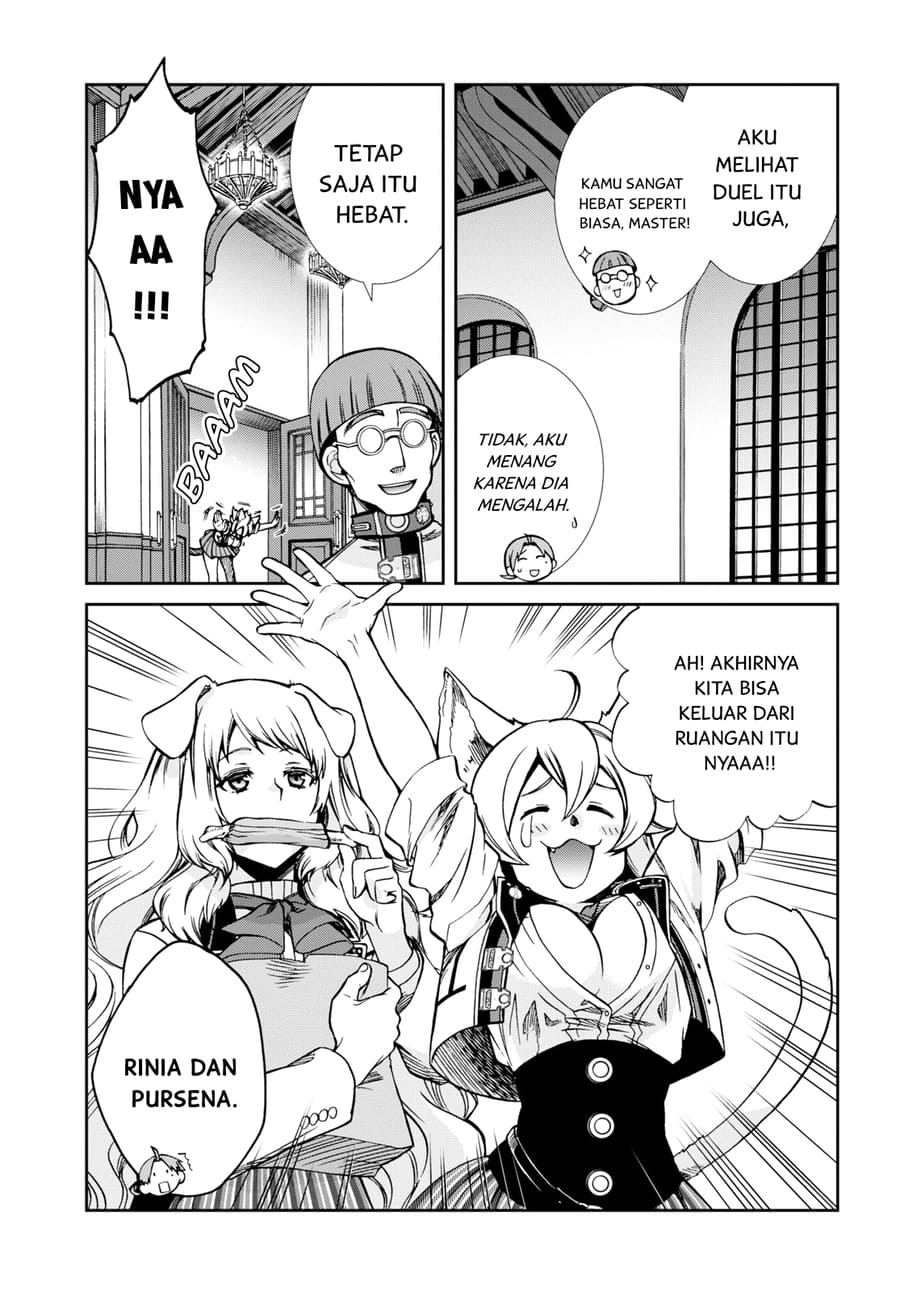 AKU
MELIHAT
DUEL ITU
JUGA,
KAMU SANGAT
HEBAT SEPERTI
BIASA, MASTER!
TIDAK, AKU
MENANG
KARENA DIA
MENGALAH.
TETAP
SAJA ITU
HEBAT.
NYA
AA
!!!
BAAAM
AH! AKHIRNYA
KITA BISA
KELUAR DARI
RUANGAN ITU
NYAAA!!
RINIA DAN
PURSENA.